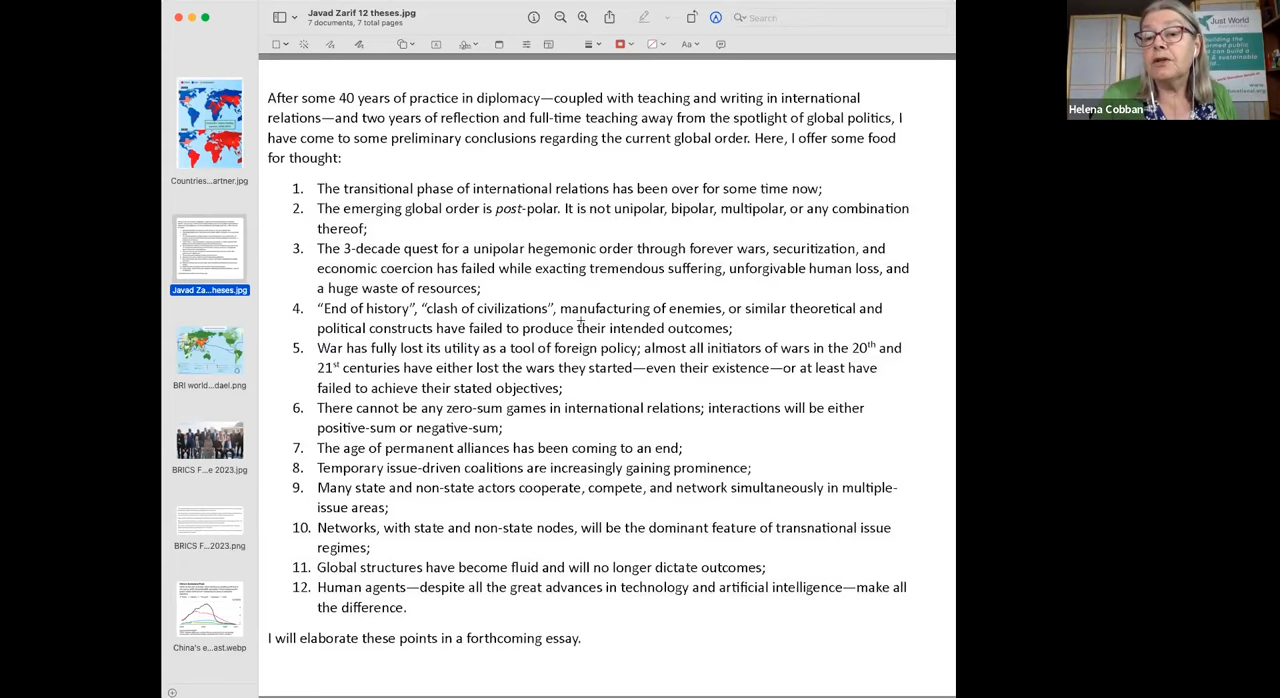 Javad Zarif 12 theses.jpg
7 documents, 7 total pages
Search
Aa
Countries...artner.jpg
Javad Za...heses.jpg
BRI world...dael.png
BRICS F...e 2023.jpg
BRICS F...2023.png
China's e...ast.webp
After some 40 years of practice in diplomacy—coupled with teaching and writing in international
relations—and two years reflection and full-time teaching away from the spotlight of global politics, I
have come to some preliminary conclusions regarding the current global order. Here, I offer some food
for thought:
1. The transitional phase of international relations has been over for some time now;
2. The emerging global order is post-polar. It is not unipolar, bipolar, multipolar, or any combination
thereof;
3. The 3-decade quest for a unipolar hegemonic order through forever wars, securitization, and
economic coercion has failed while exacting tremendous suffering, unforgivable human loss, and
a huge waste of resources;
4. “End of history”, “clash of civilizations”, manufacturing of enemies, or similar theoretical and
political constructs have failed to produce their intended outcomes;
5. War has fully lost its utility as a tool of foreign policy; almost all initiators of wars in the 20th and
21st centuries have either lost the wars they started—even their existence—or at least have
failed to achieve their stated objectives;
6. There cannot be any zero-sum games in international relations; interactions will be either
positive-sum or negative-sum;
7. The age of permanent alliances has been coming to an end;
8. Temporary issue-driven coalitions are increasingly gaining prominence;
9. Many state and non-state actors cooperate, compete, and network simultaneously in multiple-
issue areas;
10. Networks, with state and non-state nodes, will be the dominant feature of transnational issue
regimes;
11. Global structures have become fluid and will no longer dictate outcomes;
12. Human agents—despite all the great advances in technology and artificial intelligence—make all
the difference.
I will elaborate these points in a forthcoming essay.
Just World
Helena Cobban